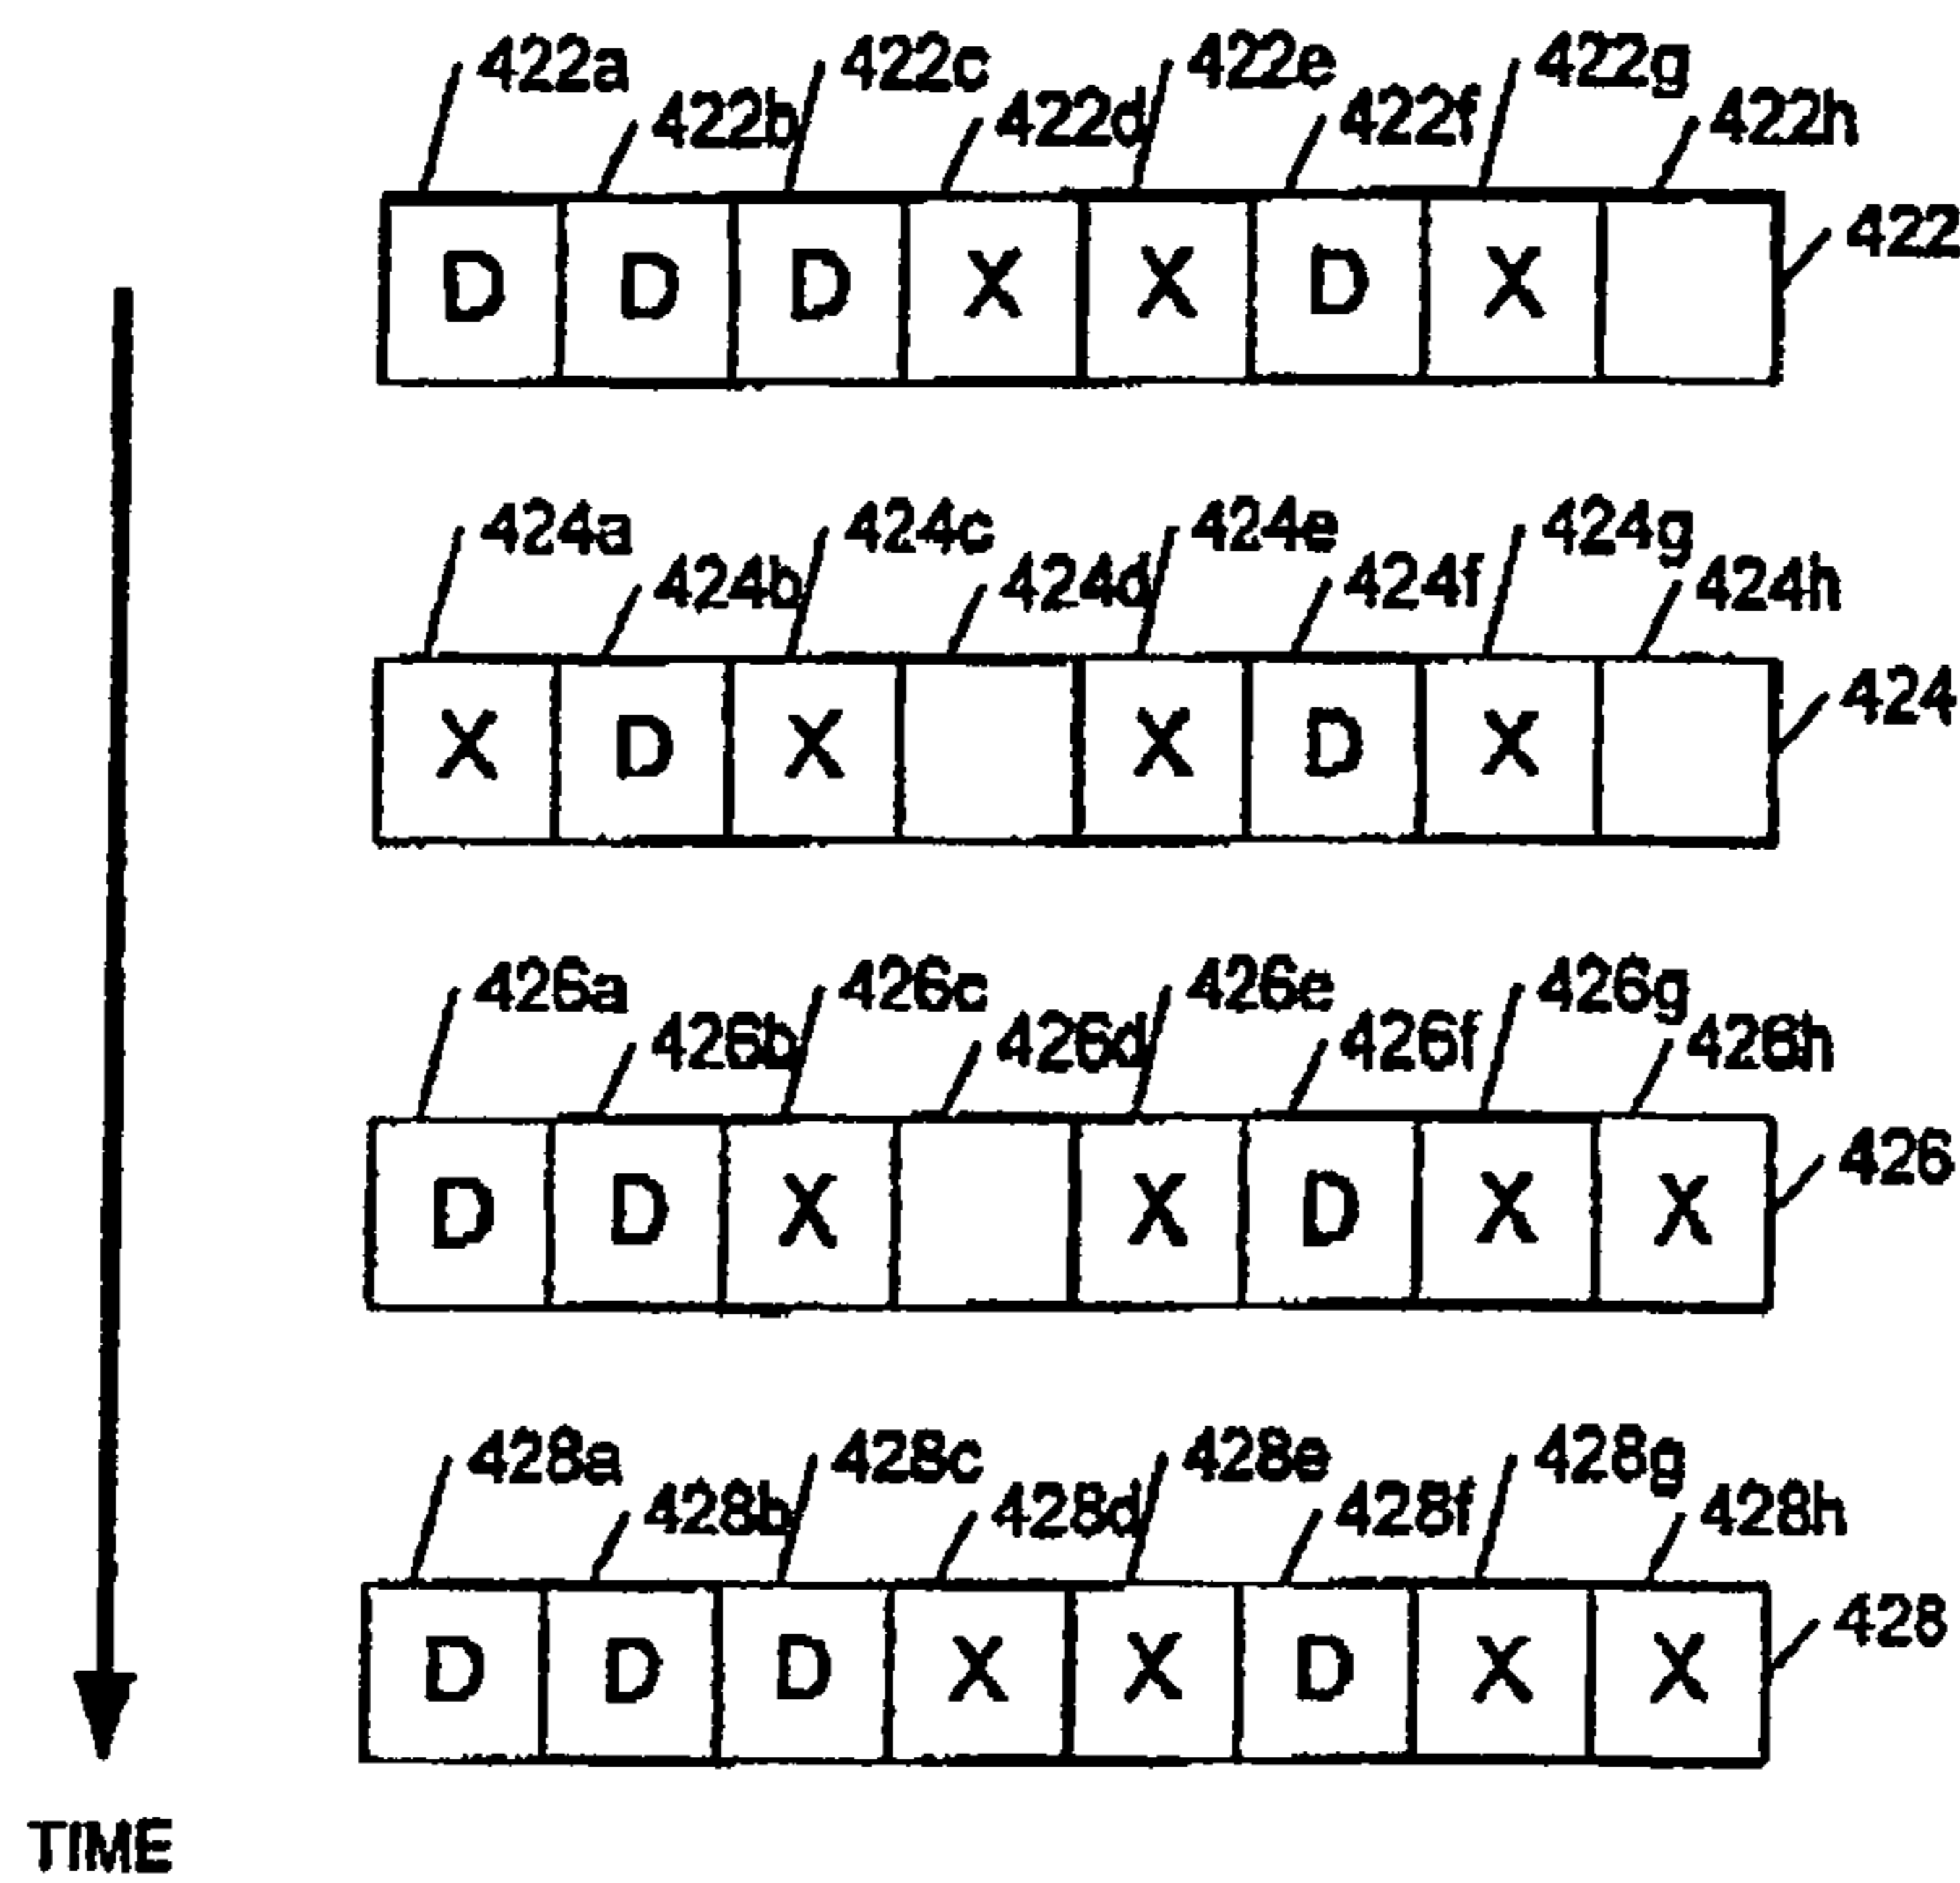 422a 422c 422e 422g
422b 422d 422f 422h
422
D D D X X D X
424a 424c 424e 424g
424b 424d 424f 424h
424
X D X X D X
426a 426c 426e 426g
426b 426d 426f 426h
426
D D X X D X X
428a 428c 428e 428g
428b 428d 428f 428h
428
D D D X X D X X
TIME